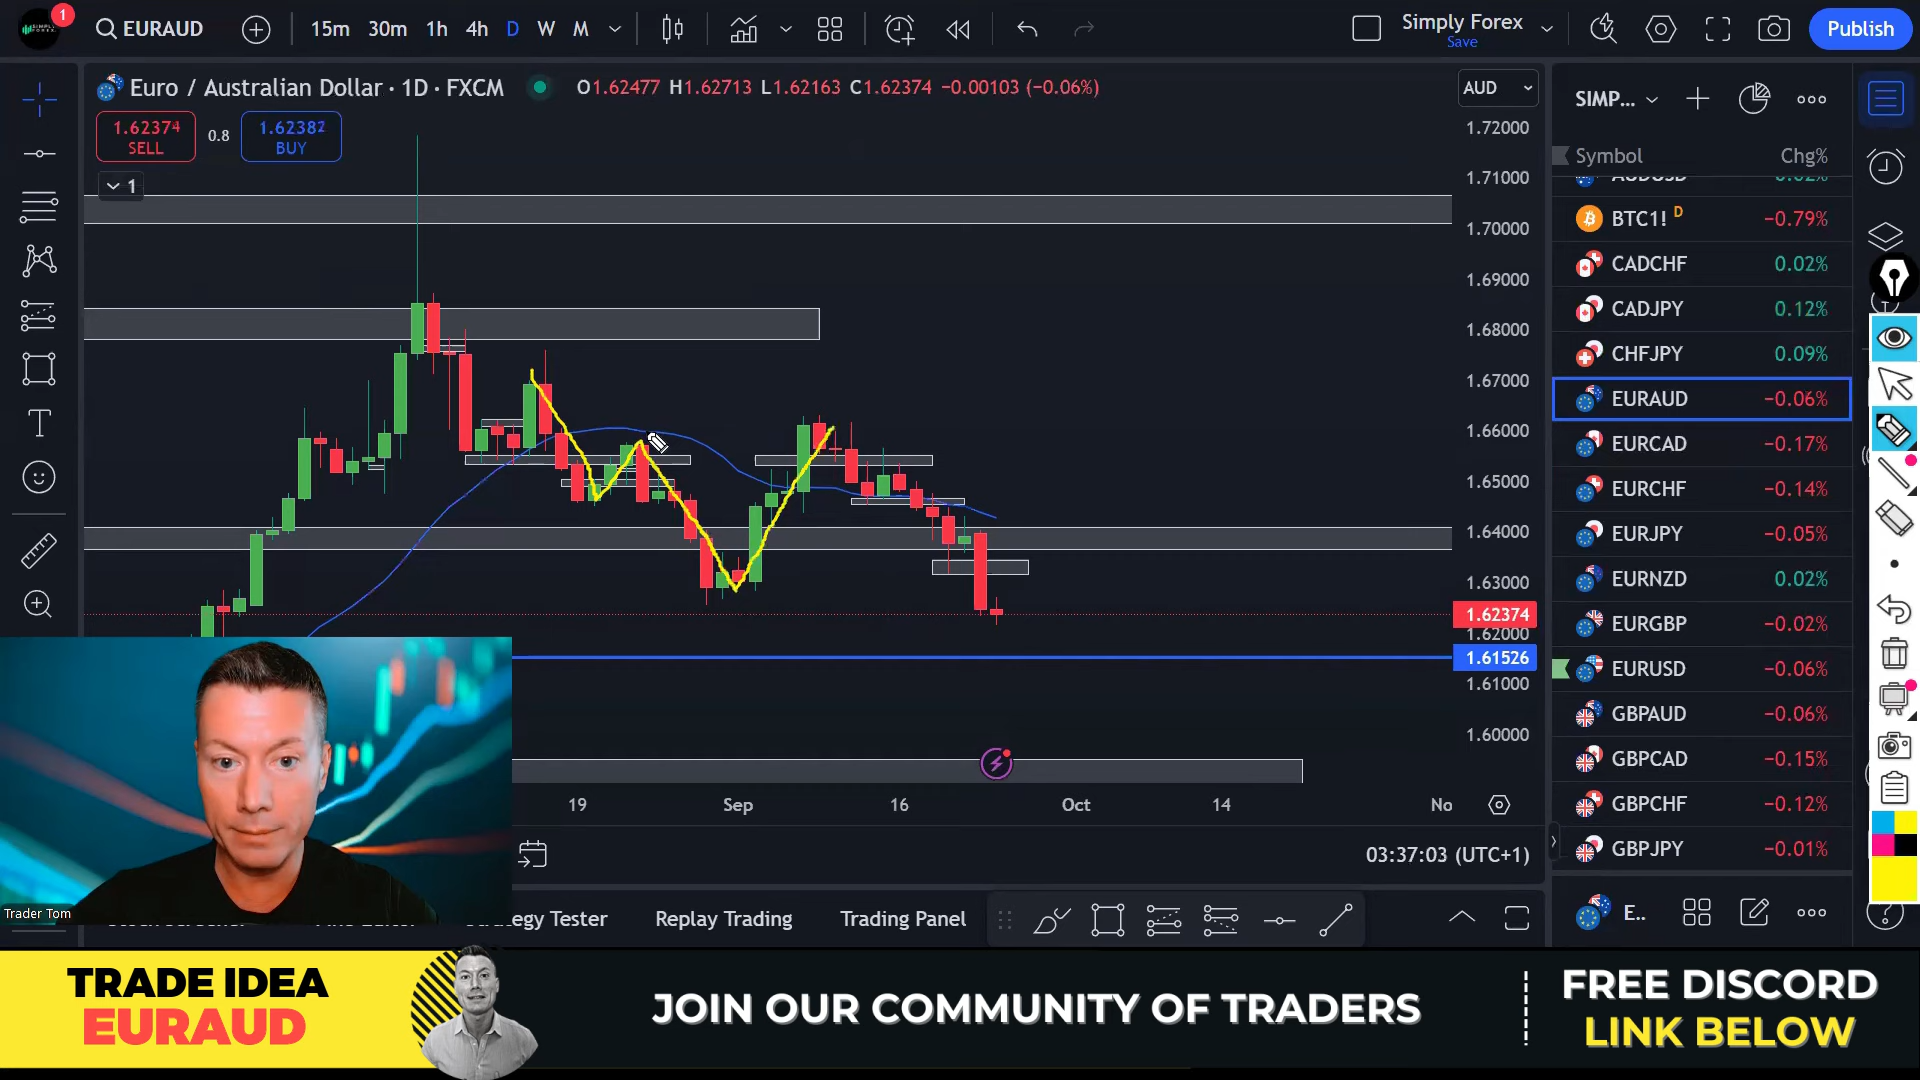 1
EURAUD
15m 30m 1h 4h D W M
Simply Forex
Save
Publish
Euro / Australian Dollar · 1D · FXCM
O1.62477 H1.62713 L1.62163 C1.62374 −0.00103 (−0.06%)
1.62374
SELL
0.8
1.62382
BUY
1
AUD
1.72000
1.71000
1.70000
1.69000
1.68000
1.67000
1.66000
1.65000
1.64000
1.63000
1.62374
1.62000
1.61526
1.61000
1.60000
19 Sep 16 Oct 14 No
03:37:03 (UTC+1)
SIMP...
Symbol Chg%
AUDUSD 0.02%
BTC1! D −0.79%
CADCHF 0.02%
CADJPY 0.12%
CHFJPY 0.09%
EURAUD −0.06%
EURCAD −0.17%
EURCHF −0.14%
EURJPY −0.05%
EURNZD 0.02%
EURGBP −0.02%
EURUSD −0.06%
GBPAUD −0.06%
GBPCAD −0.15%
GBPCHF −0.12%
GBPJPY −0.01%
E..
Trader Tom
Tester
Replay Trading
Trading Panel
TRADE IDEA
EURAUD
JOIN OUR COMMUNITY OF TRADERS
FREE DISCORD
LINK BELOW